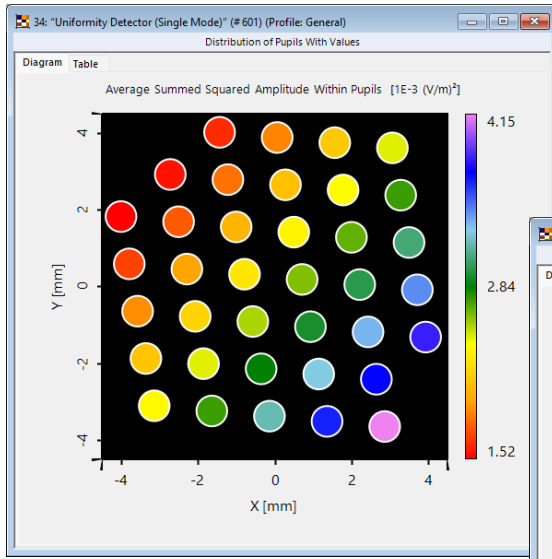 34: "Uniformity Detector (Single Mode)" (#601) (Profile: General)
Distribution of Pupils With Values
Diagram Table
Average Summed Squared Amplitude Within Pupils [1E-3 (V/m)²]
4.15
2.84
1.52
4
2
0
-2
-4
Y [mm]
-4 -2 0 2 4
X [mm]
D